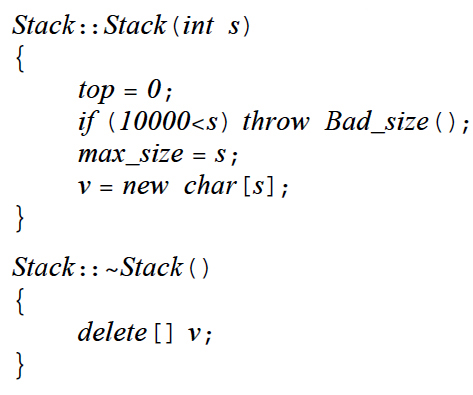 Stack::Stack(int s)
{
top = 0;
if (10000<s) throw Bad_size();
max_size = s;
v = new char[s];
}
Stack::~Stack()
{
delete[] v;
}